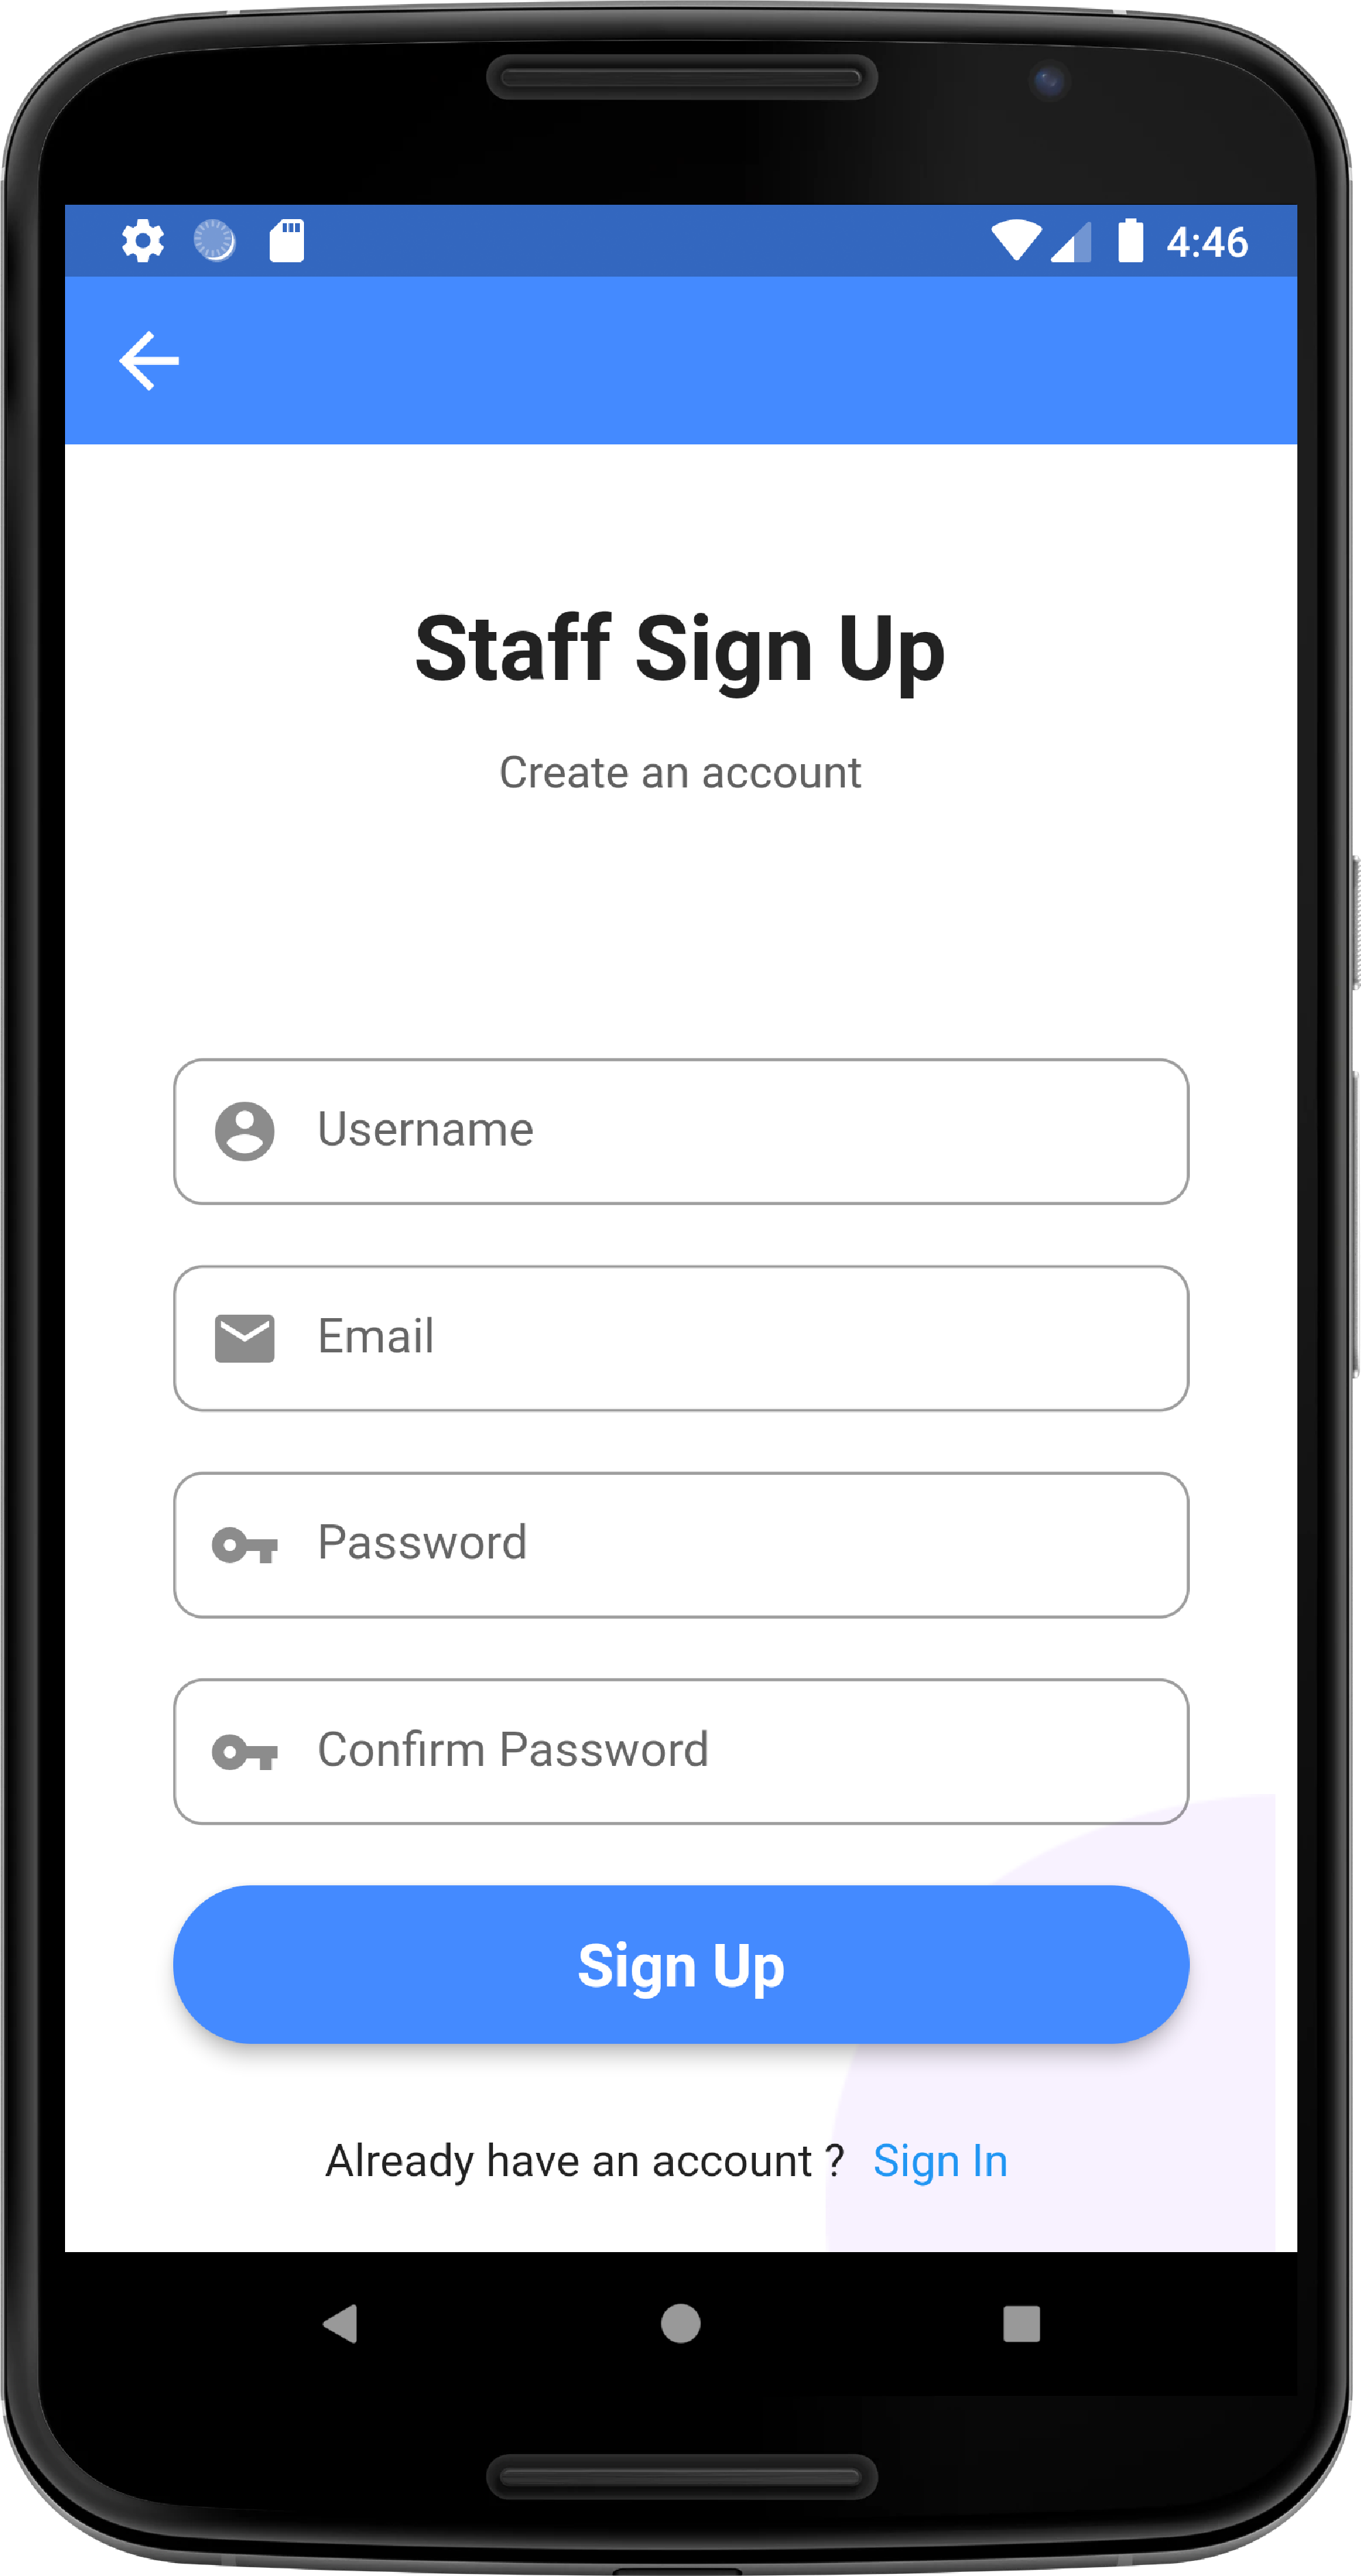 4:46
Staff Sign Up
Create an account
Username
Email
Password
Confirm Password
Sign Up
Already have an account ? Sign In